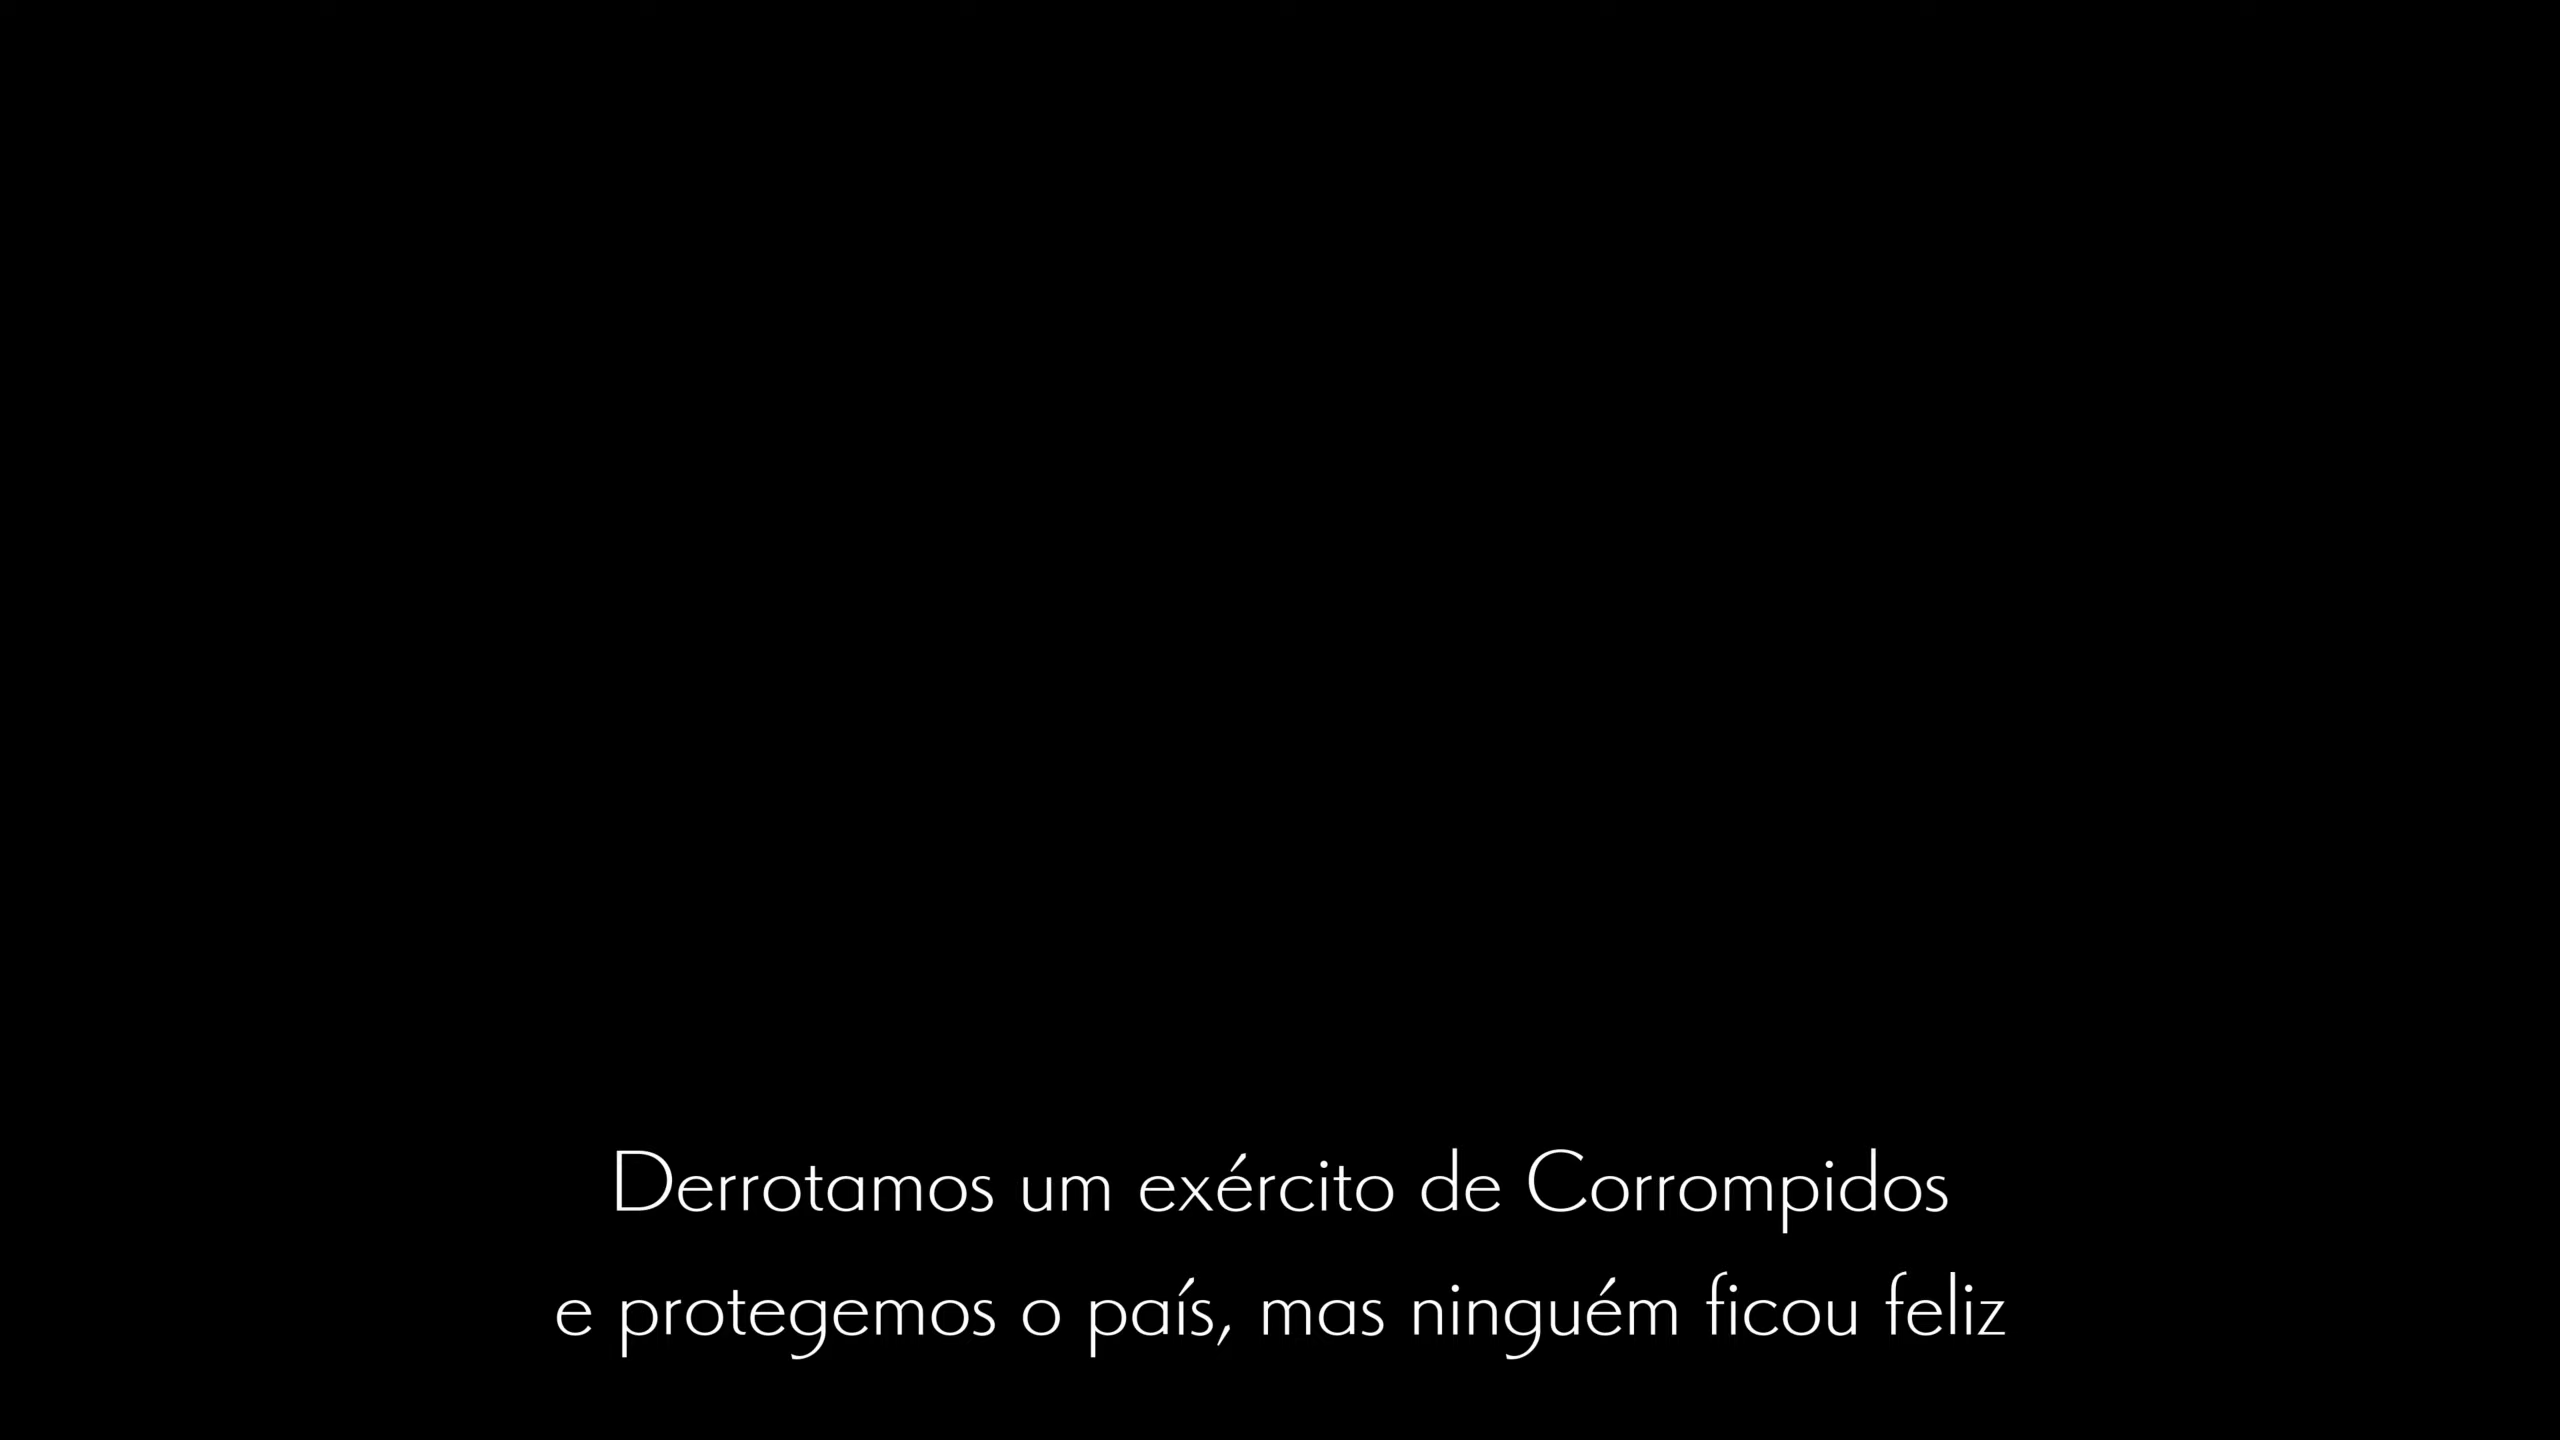 Derrotamos um exército de Corrompidos
e protegemos o país, mas ninguém ficou feliz